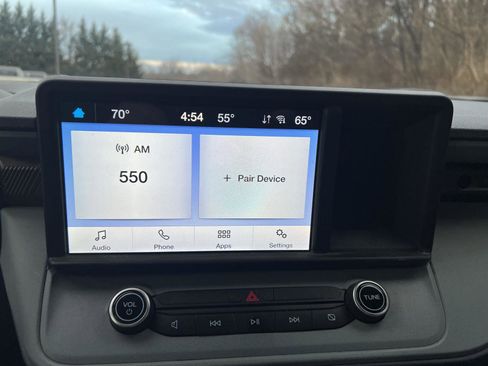 70° 4:54 55° 65°
AM
550
+ Pair Device
Audio Phone Apps Settings
VOL
TUNE